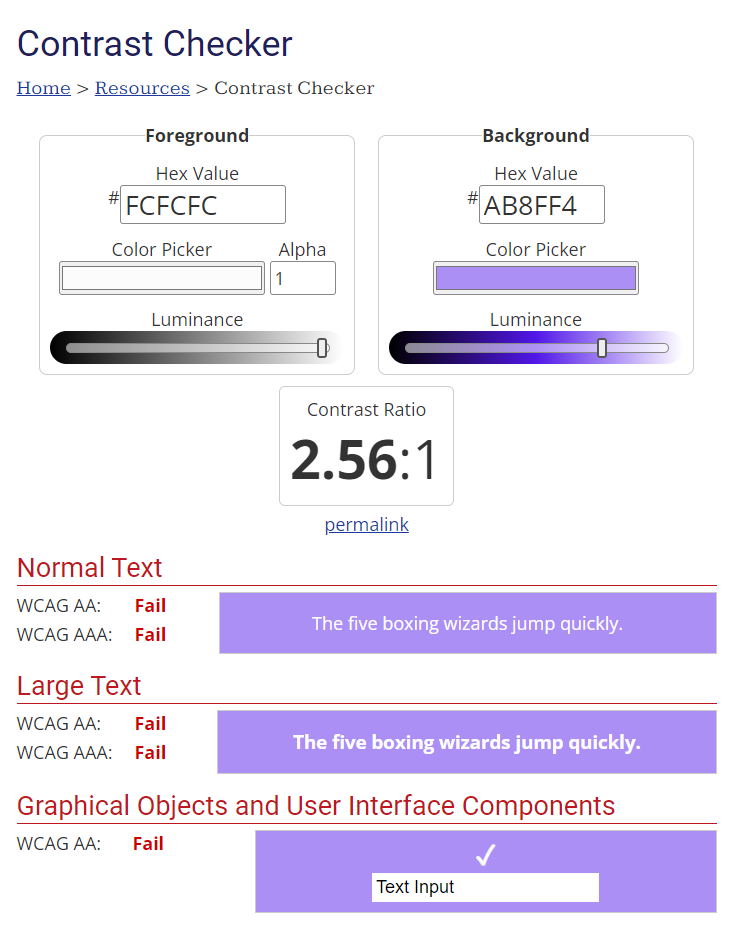 Contrast Checker
Home > Resources > Contrast Checker
Foreground
Hex Value
# FCFCFC
Color Picker Alpha
1
Luminance
Background
Hex Value
# AB8FF4
Color Picker
Luminance
Contrast Ratio
2.56:1
permalink
Normal Text
WCAG AA: Fail
WCAG AAA: Fail
The five boxing wizards jump quickly.
Large Text
WCAG AA: Fail
WCAG AAA: Fail
The five boxing wizards jump quickly.
Graphical Objects and User Interface Components
WCAG AA: Fail
✓
Text Input